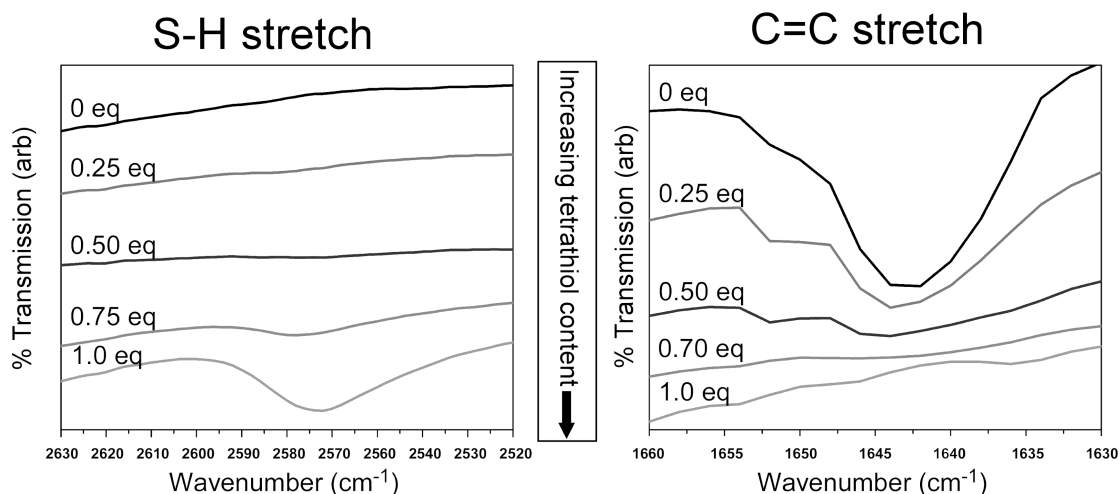 S-H stretch
% Transmission (arb)
0 eq
0.25 eq
0.50 eq
0.75 eq
1.0 eq
2630 2620 2610 2600 2590 2580 2570 2560 2550 2540 2530 2520
Wavenumber (cm⁻¹)
Increasing tetrathiol content
C=C stretch
% Transmission (arb)
0 eq
0.25 eq
0.50 eq
0.70 eq
1.0 eq
1660 1655 1650 1645 1640 1635 1630
Wavenumber (cm⁻¹)